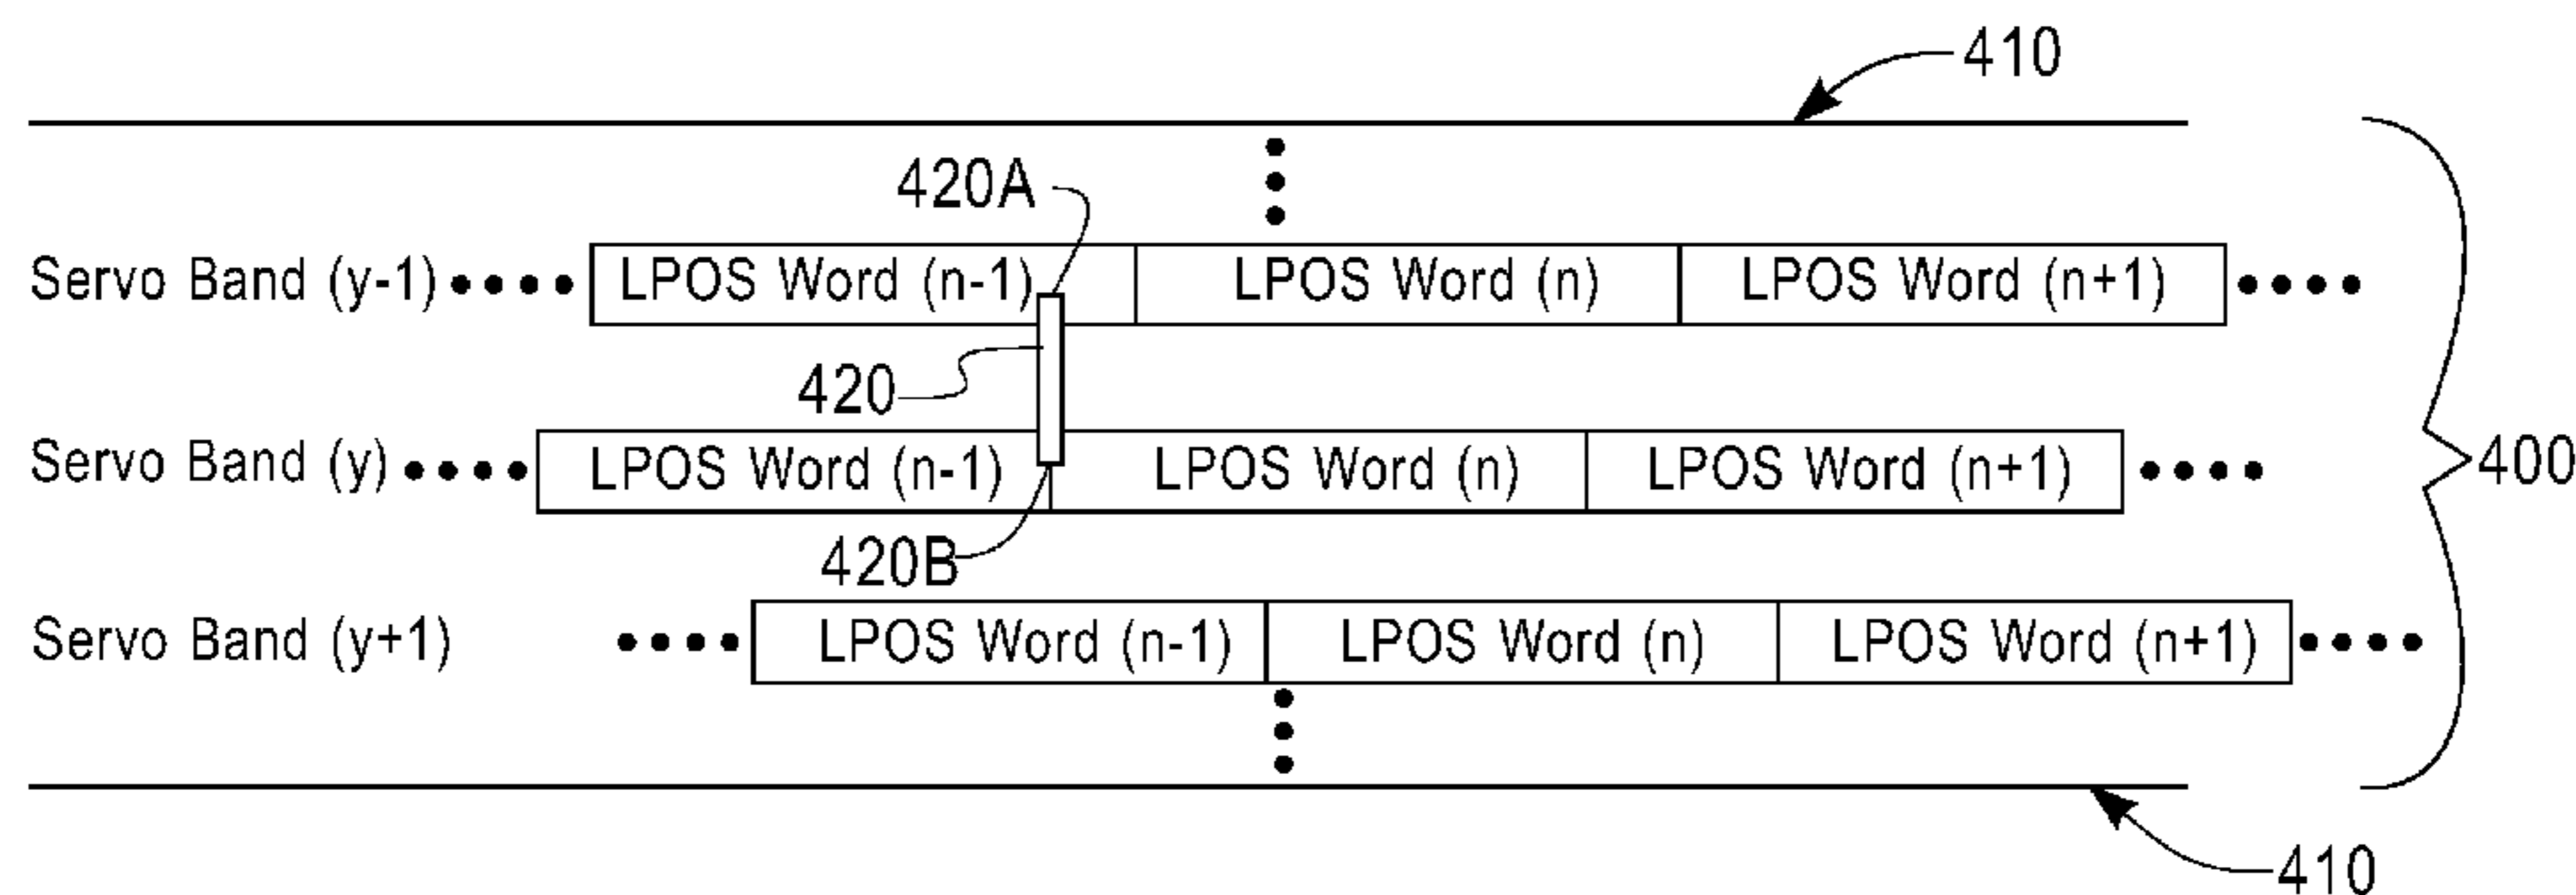 410
420A
Servo Band (y-1) LPOS Word (n-1) LPOS Word (n) LPOS Word (n+1)
420
Servo Band (y) LPOS Word (n-1) LPOS Word (n) LPOS Word (n+1)
400
420B
Servo Band (y+1) LPOS Word (n-1) LPOS Word (n) LPOS Word (n+1)
410